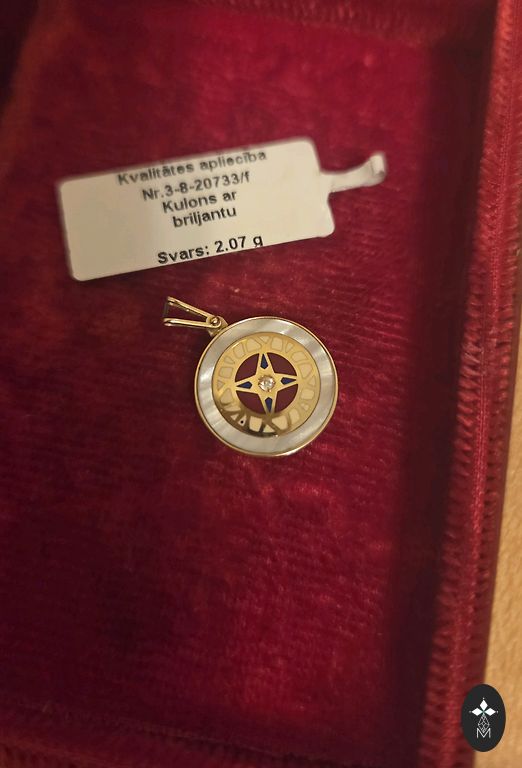 Kvalitātes apliecība
Nr.3-8-20733/f
Kulons ar
briljantu
Svars; 2.07 g
M